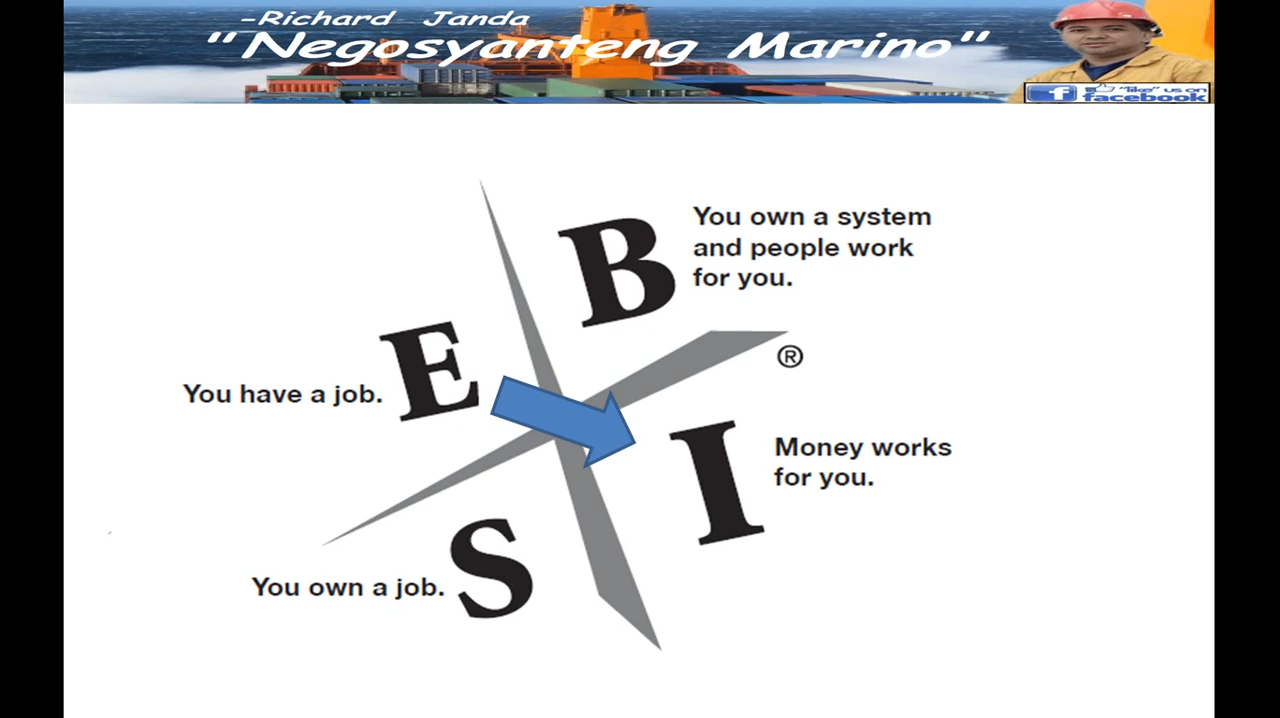 -Richard Janda
"Negosyanteng Marino"
f "like" us on
facebook
B
You own a system
and people work
for you.
E
You have a job.
®
I
Money works
for you.
S
You own a job.